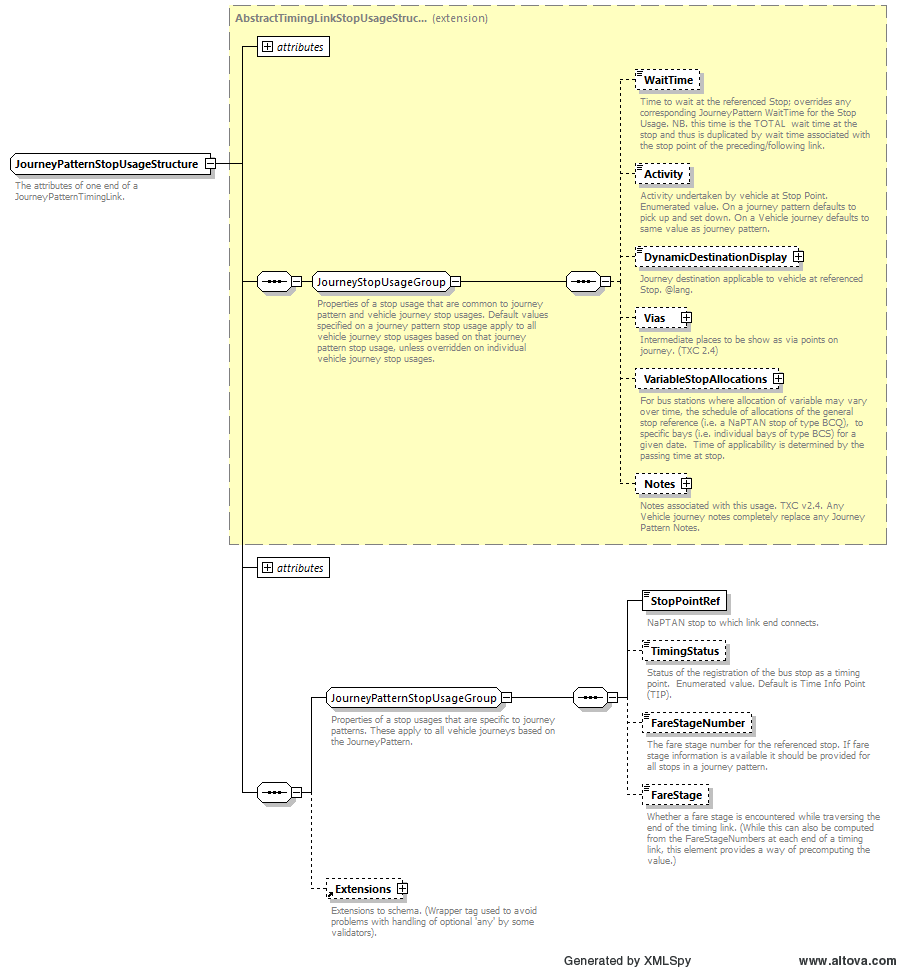 AbstractTimingLinkStopUsageStruc... (extension)
attributes
WaitTime
Time to wait at the referenced Stop; overrides any
corresponding JourneyPattern WaitTime for the Stop
Usage. NB. this time is the TOTAL  wait time at the
stop and thus is duplicated by wait time associated with
the stop point of the preceding/following link.
JourneyPatternStopUsageStructure
The attributes of one end of a
JourneyPatternTimingLink.
Activity
Activity undertaken by vehicle at Stop Point.
Enumerated value. On a journey pattern defaults to
pick up and set down. On a Vehicle journey defaults to
same value as journey pattern.
DynamicDestinationDisplay
Journey destination applicable to vehicle at referenced
Stop. @lang.
JourneyStopUsageGroup
Properties of a stop usage that are common to journey
pattern and vehicle journey stop usages. Default values
specified on a journey pattern stop usage apply to all
vehicle journey stop usages based on that journey
pattern stop usage, unless overridden on individual
vehicle journey stop usages.
Vias
Intermediate places to be show as via points on
journey. (TXC 2.4)
VariableStopAllocations
For bus stations where allocation of variable may vary
over time, the schedule of allocations of the general
stop reference (i.e. a NaPTAN stop of type BCQ),  to
specific bays (i.e. individual bays of type BCS) for a
given date.  Time of applicability is determined by the
passing time at stop.
Notes
Notes associated with this usage. TXC v2.4. Any
Vehicle journey notes completely replace any Journey
Pattern Notes.
attributes
StopPointRef
NaPTAN stop to which link end connects.
TimingStatus
Status of the registration of the bus stop as a timing
point.  Enumerated value. Default is Time Info Point
(TIP).
JourneyPatternStopUsageGroup
Properties of a stop usages that are specific to journey
patterns. These apply to all vehicle journeys based on
the JourneyPattern.
FareStageNumber
The fare stage number for the referenced stop. If fare
stage information is available it should be provided for
all stops in a journey pattern.
FareStage
Whether a fare stage is encountered while traversing the
end of the timing link. (While this can also be computed
from the FareStageNumbers at each end of a timing
link, this element provides a way of precomputing the
value.)
Extensions
Extensions to schema. (Wrapper tag used to avoid
problems with handling of optional 'any' by some
validators).
Generated by XMLSpy
www.altova.com